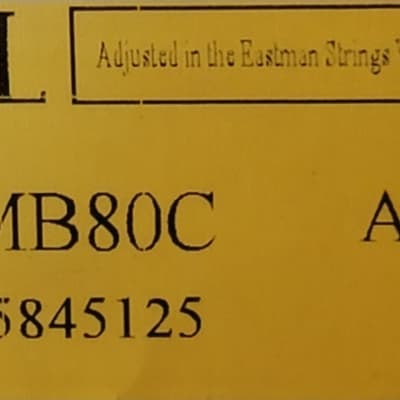 L
Adjusted in the Eastman Strings
MB80C A
5845125